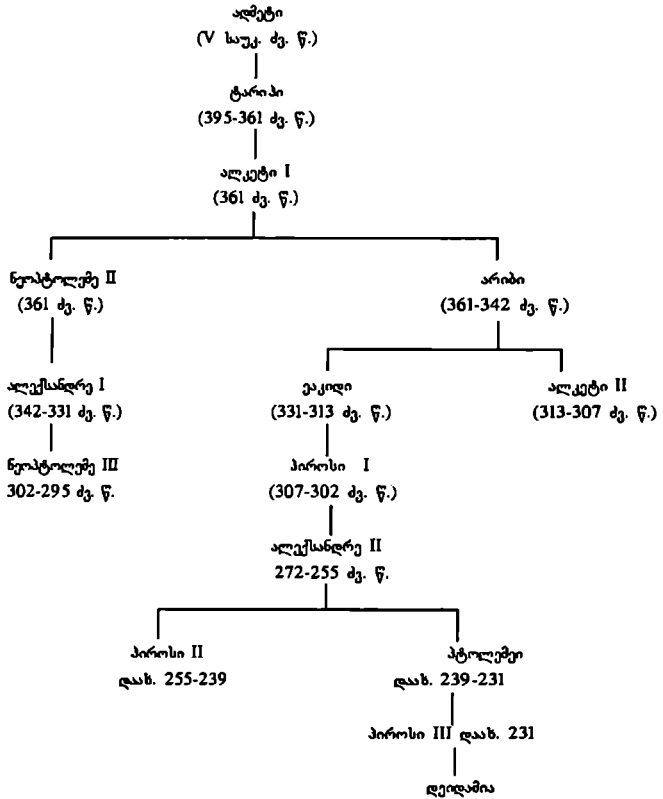 ადმეტი
(V საუკ. ძვ. წ.)
ტარიპი
(395-361 ძვ. წ.)
ალკეტი I
(361 ძვ. წ.)
ნეოპტოლემე II
(361 ძვ. წ.)
არიბი
(361-342 ძვ. წ.)
ალექსანდრე I
(342-331 ძვ. წ.)
ეაკიდი
(331-313 ძვ. წ.)
ალკეტი II
(313-307 ძვ. წ.)
ნეოპტოლემე III
302-295 ძვ. წ.
პიროსი I
(307-302 ძვ. წ.)
ალექსანდრე II
272-255 ძვ. წ.
პიროსი II
დაახ. 255-239
პტოლემეი
დაახ. 239-231
პიროსი III დაახ. 231
დეიდამია